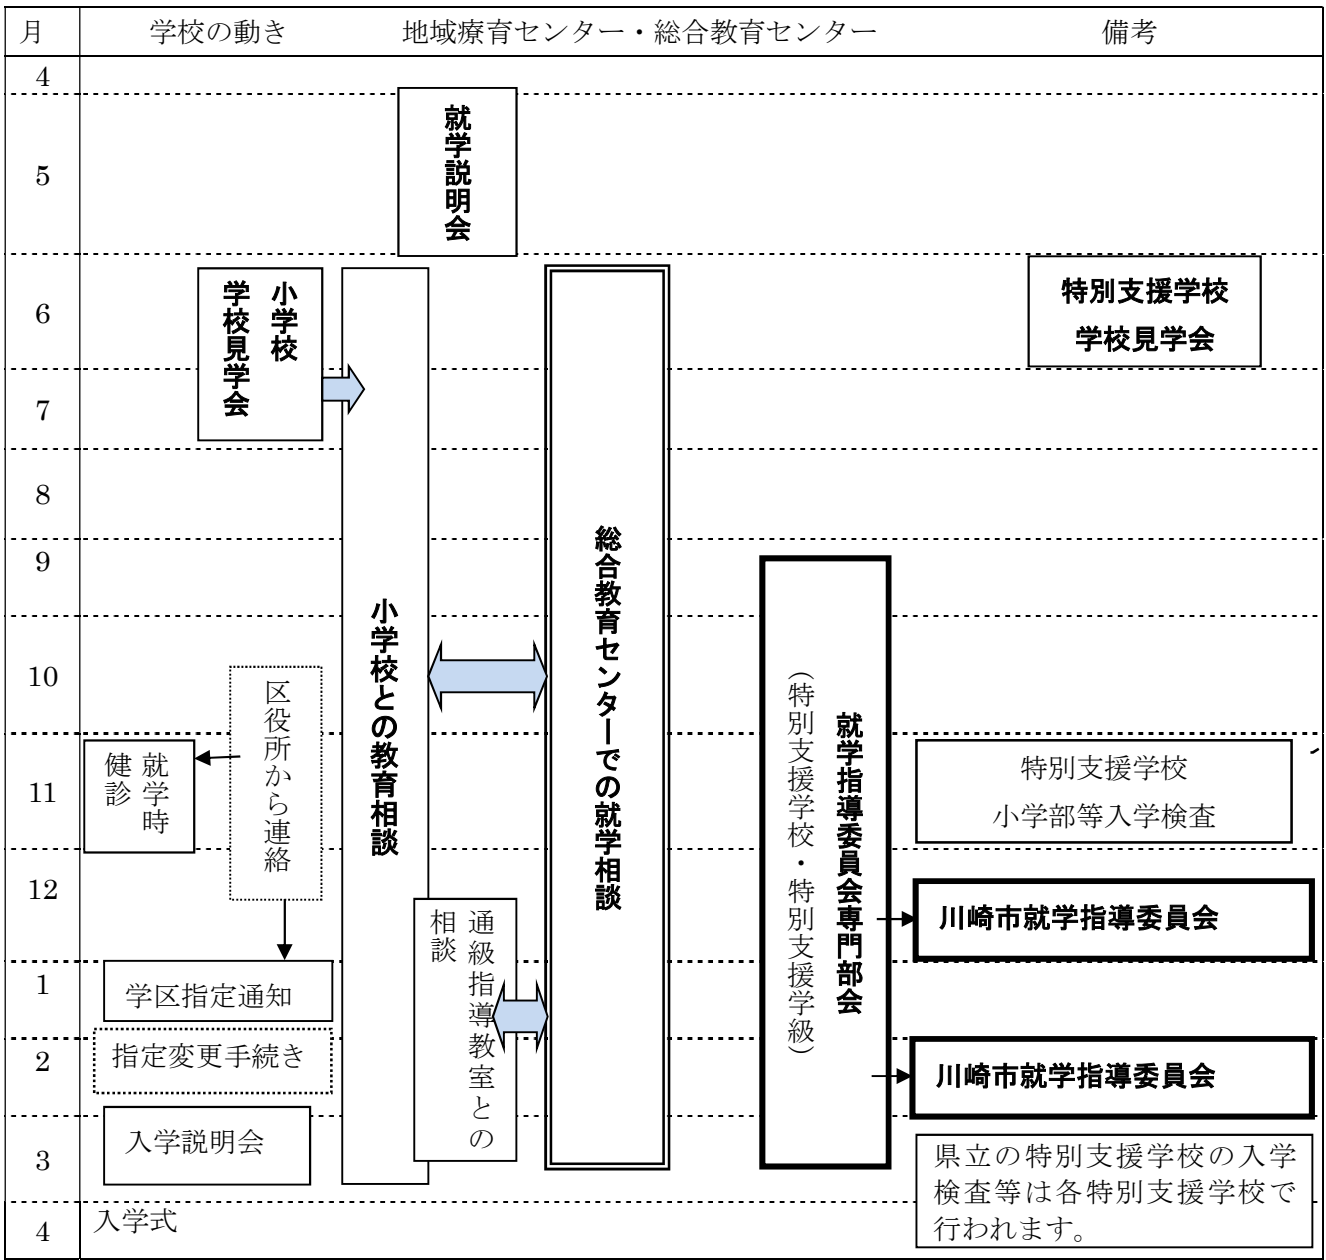 月
学校の動き
地域療育センター・総合教育センター
備考
4
就学説明会
5
6
小学校
学校見学会
特別支援学校
学校見学会
7
8
9
小学校との教育相談
総合教育センターでの就学相談
就学指導委員会専門部会
（特別支援学校・特別支援学級）
10
区役所から連絡
11
就学時
健診
特別支援学校
小学部等入学検査
12
通級指導教室との
相談
川崎市就学指導委員会
1
学区指定通知
2
指定変更手続き
川崎市就学指導委員会
3
入学説明会
県立の特別支援学校の入学
検査等は各特別支援学校で
行われます。
4
入学式